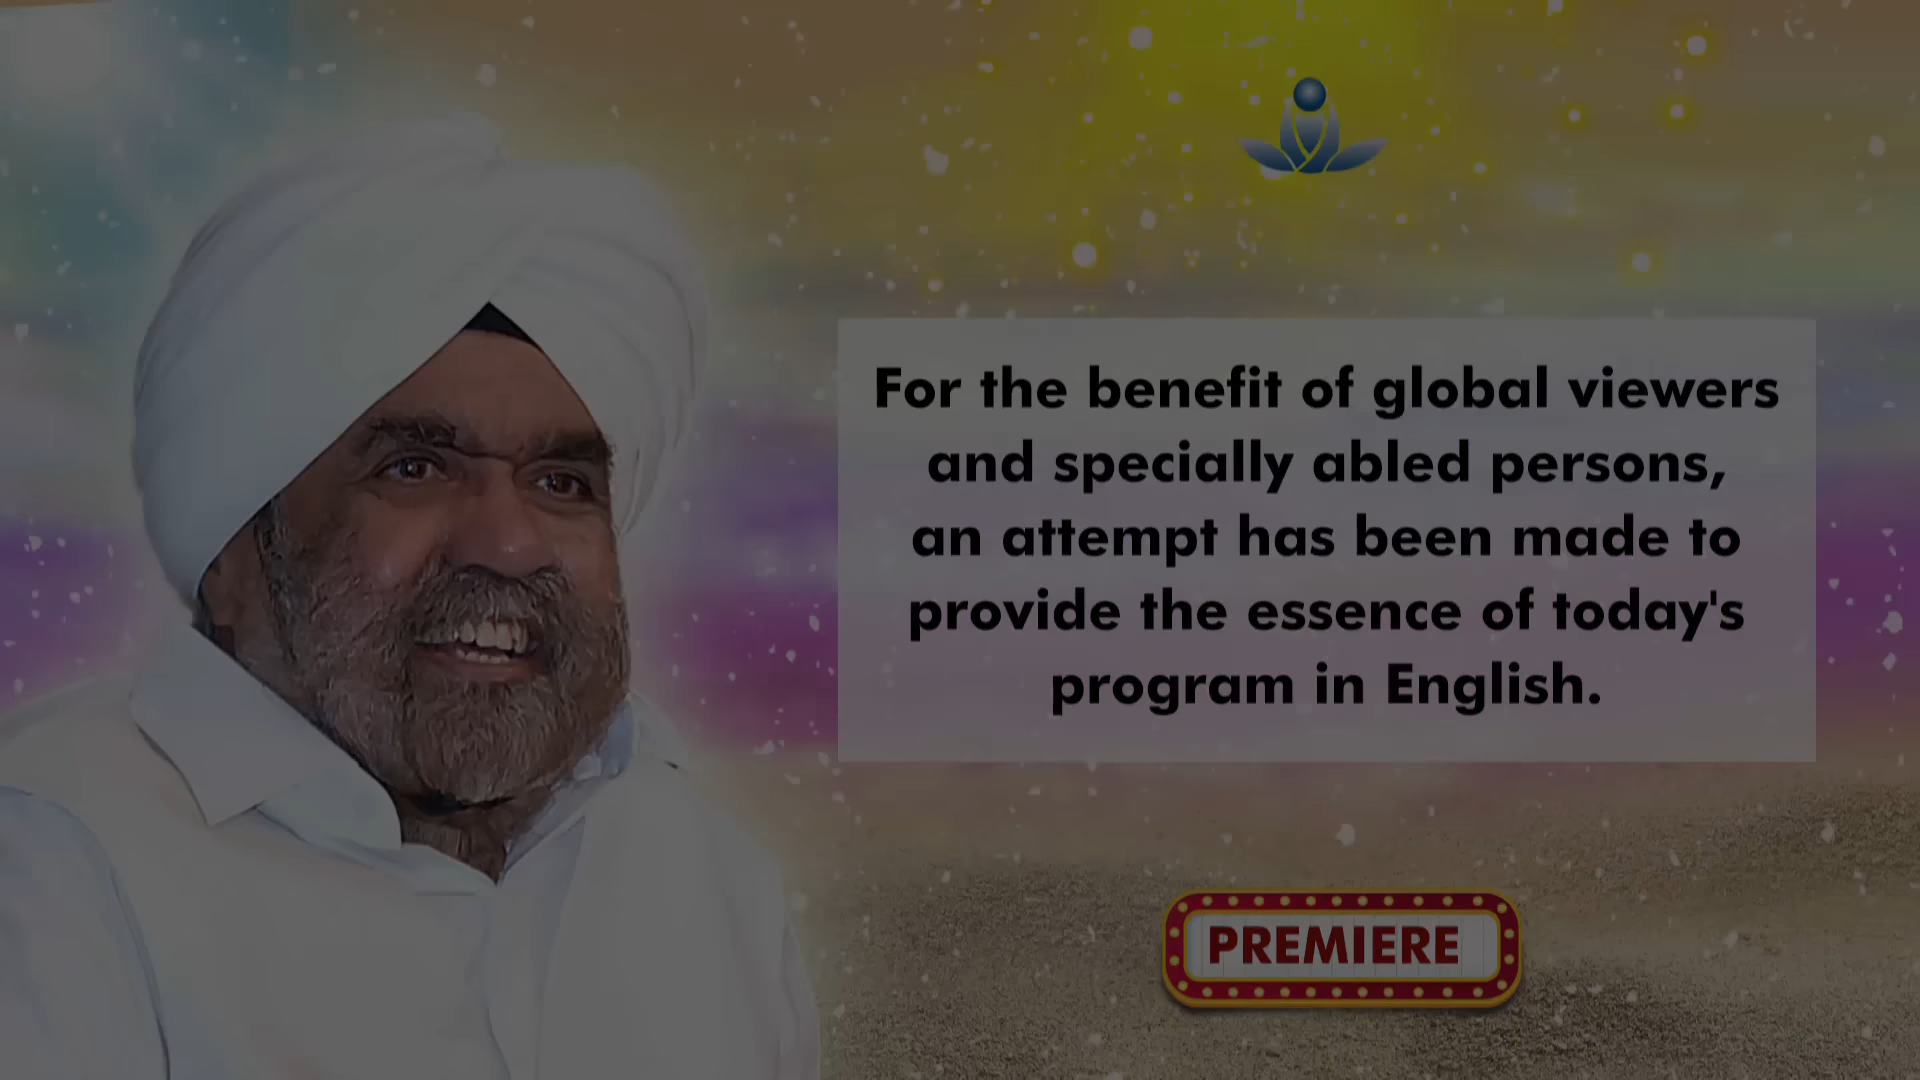 For the benefit of global viewers
and specially abled persons,
an attempt has been made to
provide the essence of today's
program in English.
PREMIERE